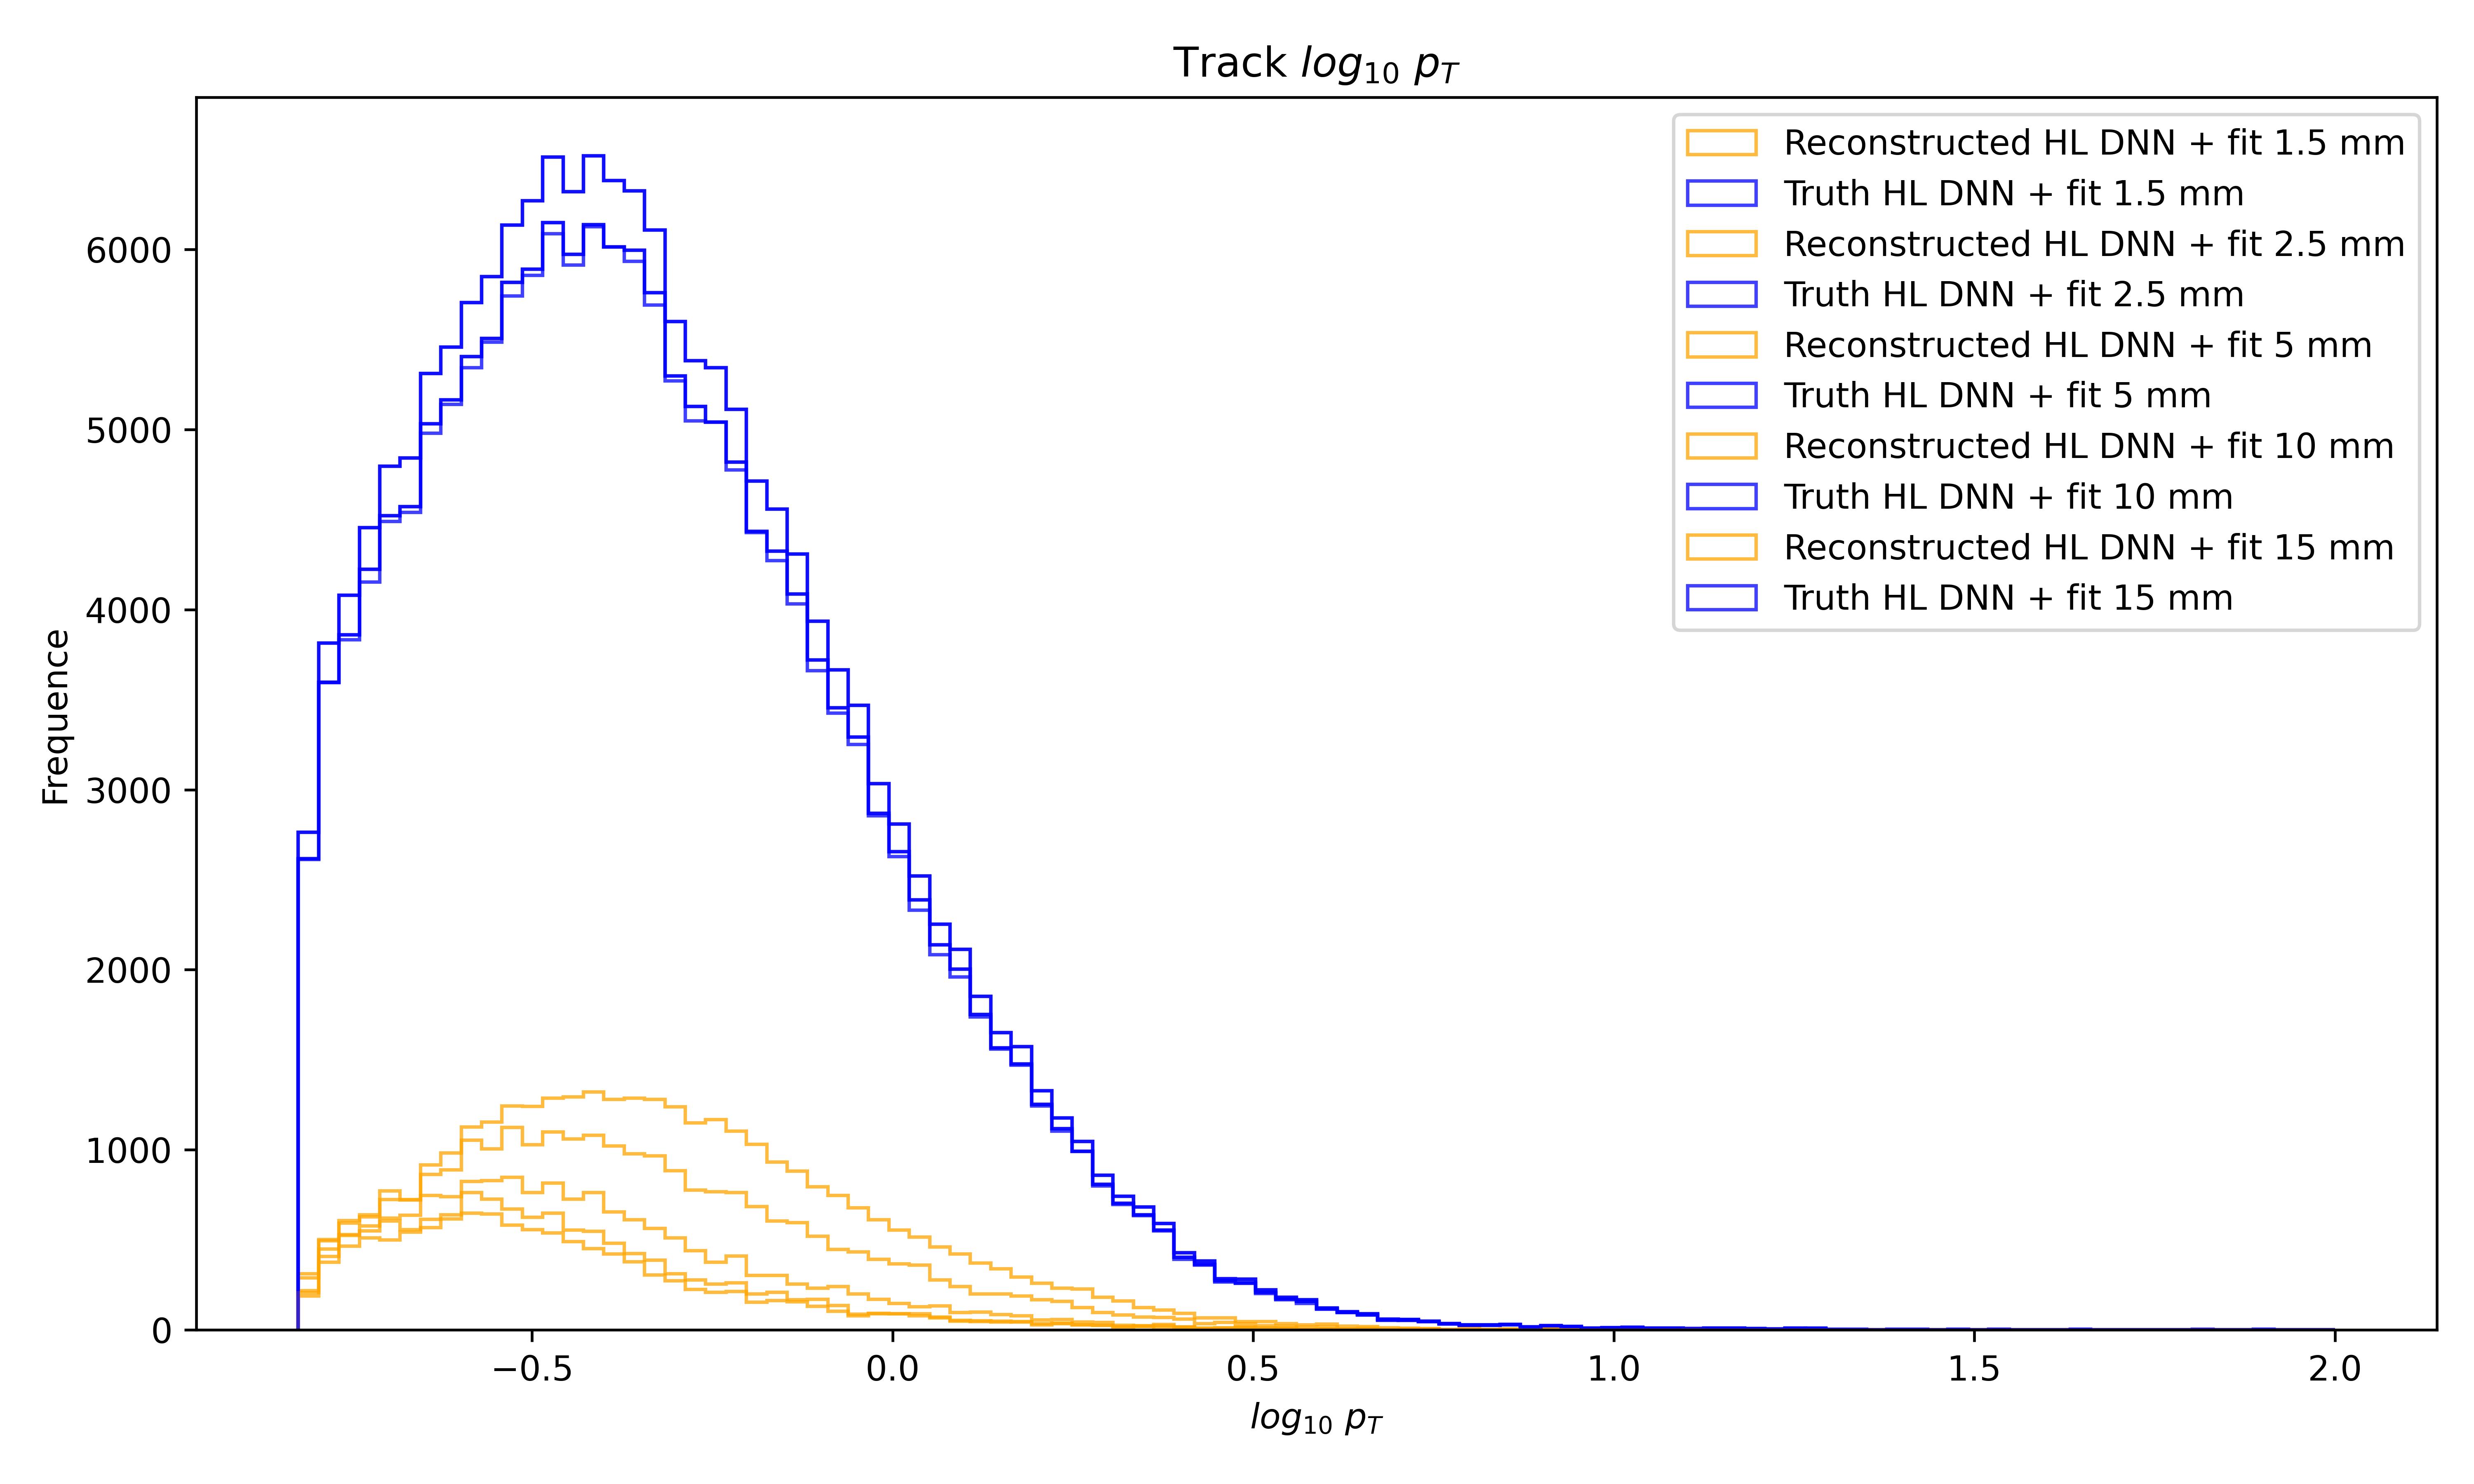 Track log₁₀ p_T
Reconstructed HL DNN + fit 1.5 mm
Truth HL DNN + fit 1.5 mm
Reconstructed HL DNN + fit 2.5 mm
Truth HL DNN + fit 2.5 mm
Reconstructed HL DNN + fit 5 mm
Truth HL DNN + fit 5 mm
Reconstructed HL DNN + fit 10 mm
Truth HL DNN + fit 10 mm
Reconstructed HL DNN + fit 15 mm
Truth HL DNN + fit 15 mm
Frequence
6000
5000
4000
3000
2000
1000
0
−0.5 0.0 0.5 1.0 1.5 2.0
log₁₀ p_T